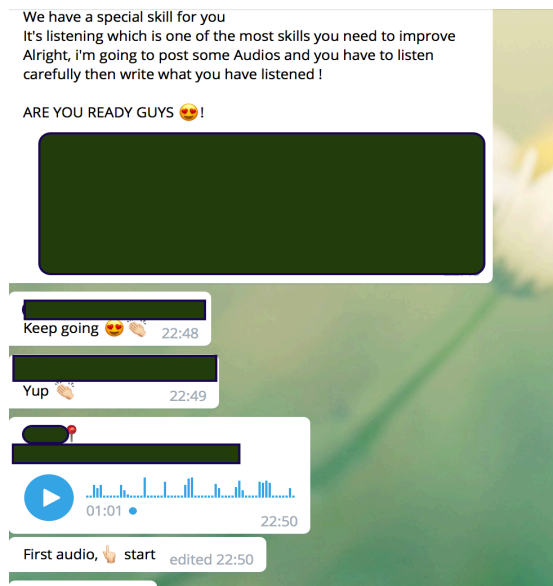 We have a special skill for you
It's listening which is one of the most skills you need to improve
Alright, i'm going to post some Audios and you have to listen
carefully then write what you have listened !
ARE YOU READY GUYS 😍!
Keep going 😍👏🏻 22:48
Yup 👏🏻 22:49
01:01
22:50
First audio, 👆🏻 start edited 22:50